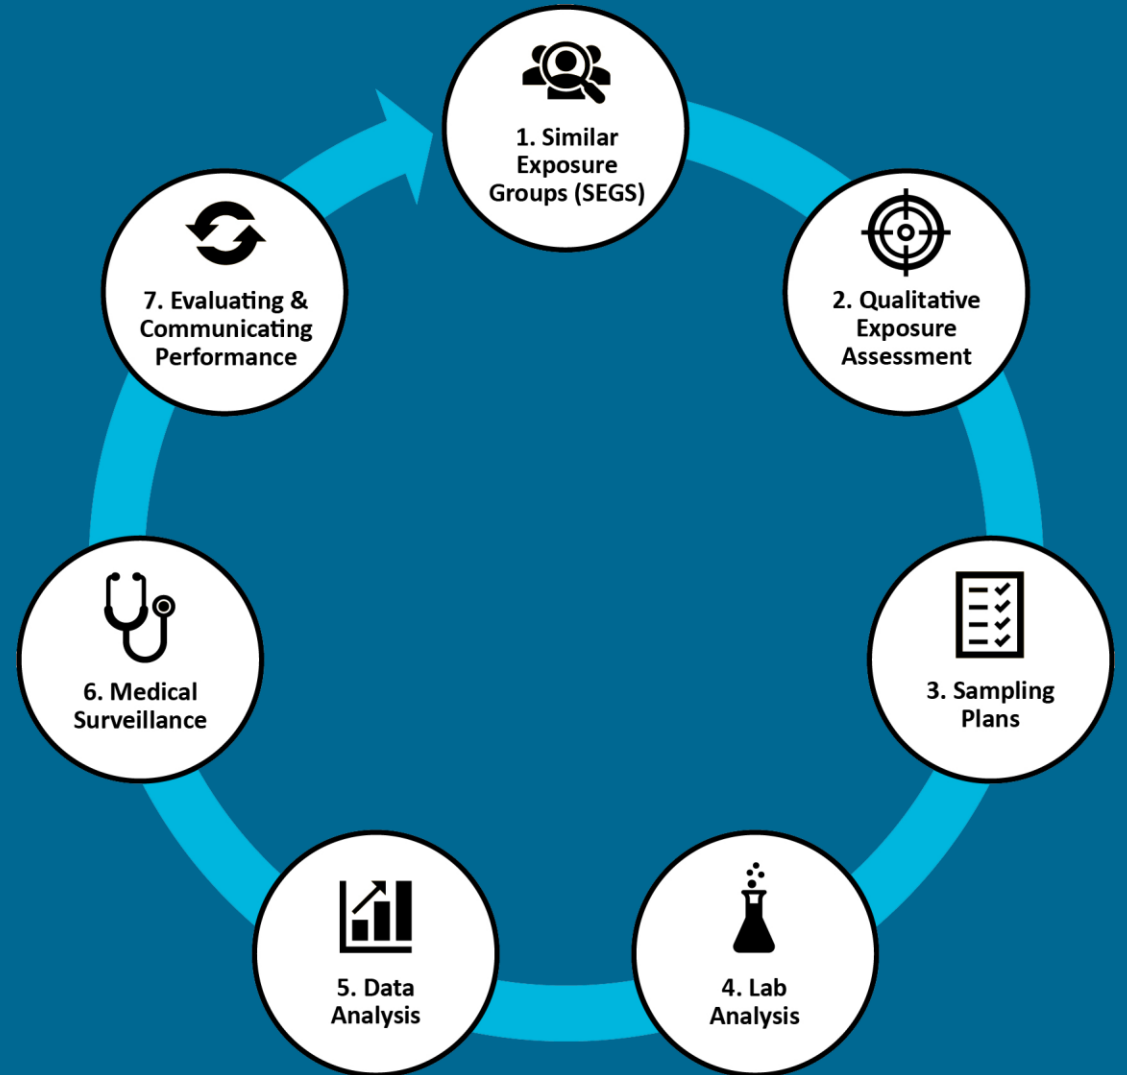 1. Similar
Exposure
Groups (SEGS)
2. Qualitative
Exposure
Assessment
3. Sampling
Plans
4. Lab
Analysis
5. Data
Analysis
6. Medical
Surveillance
7. Evaluating &
Communicating
Performance